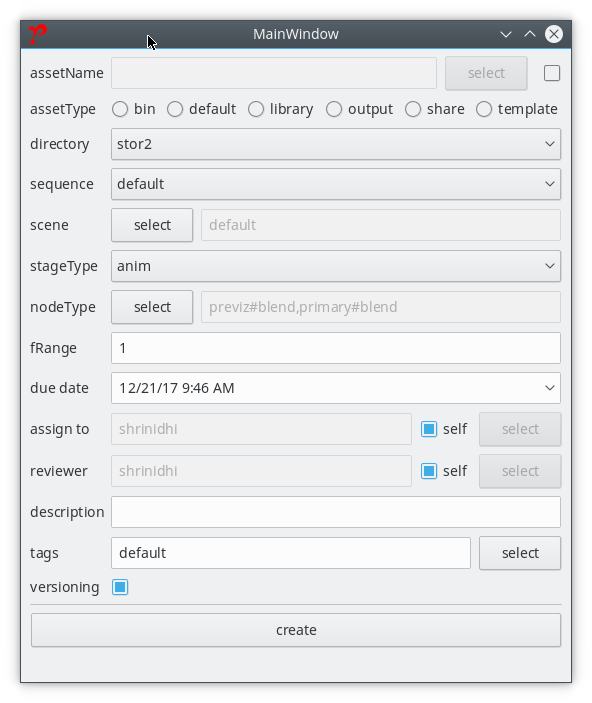 MainWindow
assetName select
assetType bin default library output share template
directory stor2
sequence default
scene select default
stageType anim
nodeType select previz#blend,primary#blend
fRange 1
due date 12/21/17 9:46 AM
assign to shrinidhi self select
reviewer shrinidhi self select
description
tags default select
versioning
create